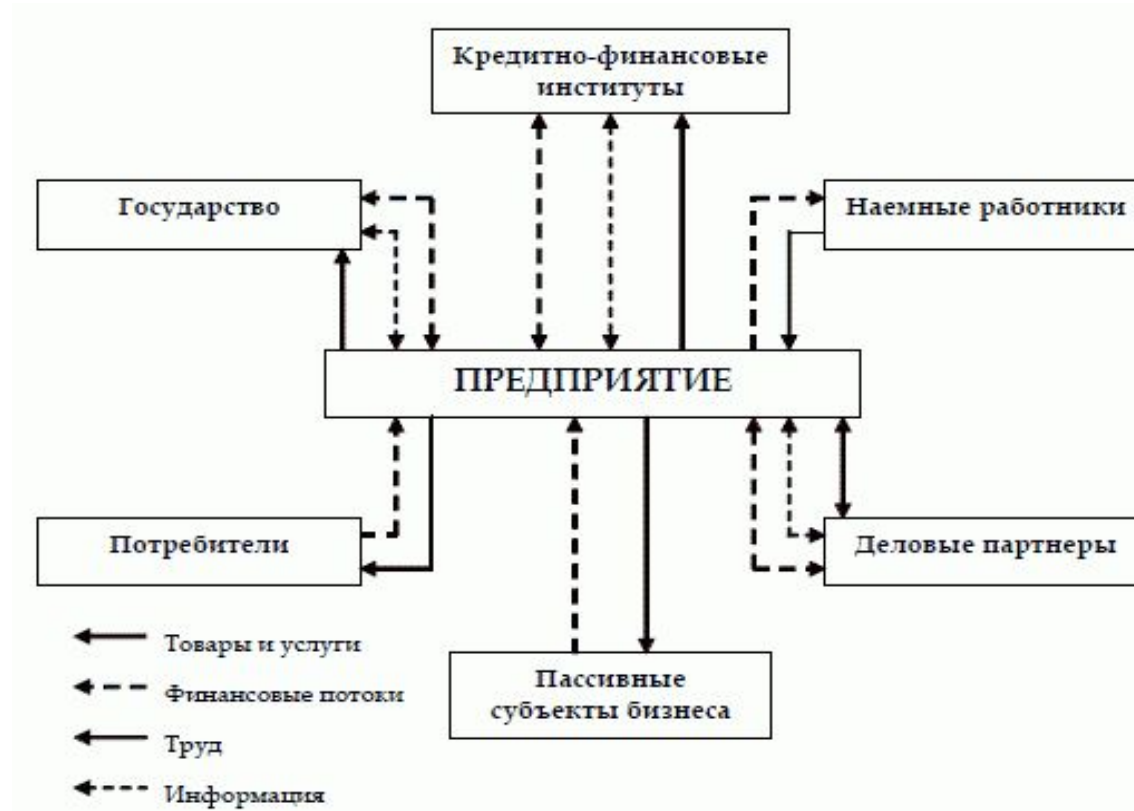 Кредитно-финансовые
институты
Государство
Наемные работники
ПРЕДПРИЯТИЕ
Потребители
Деловые партнеры
Пассивные
субъекты бизнеса
Товары и услуги
Финансовые потоки
Труд
Информация